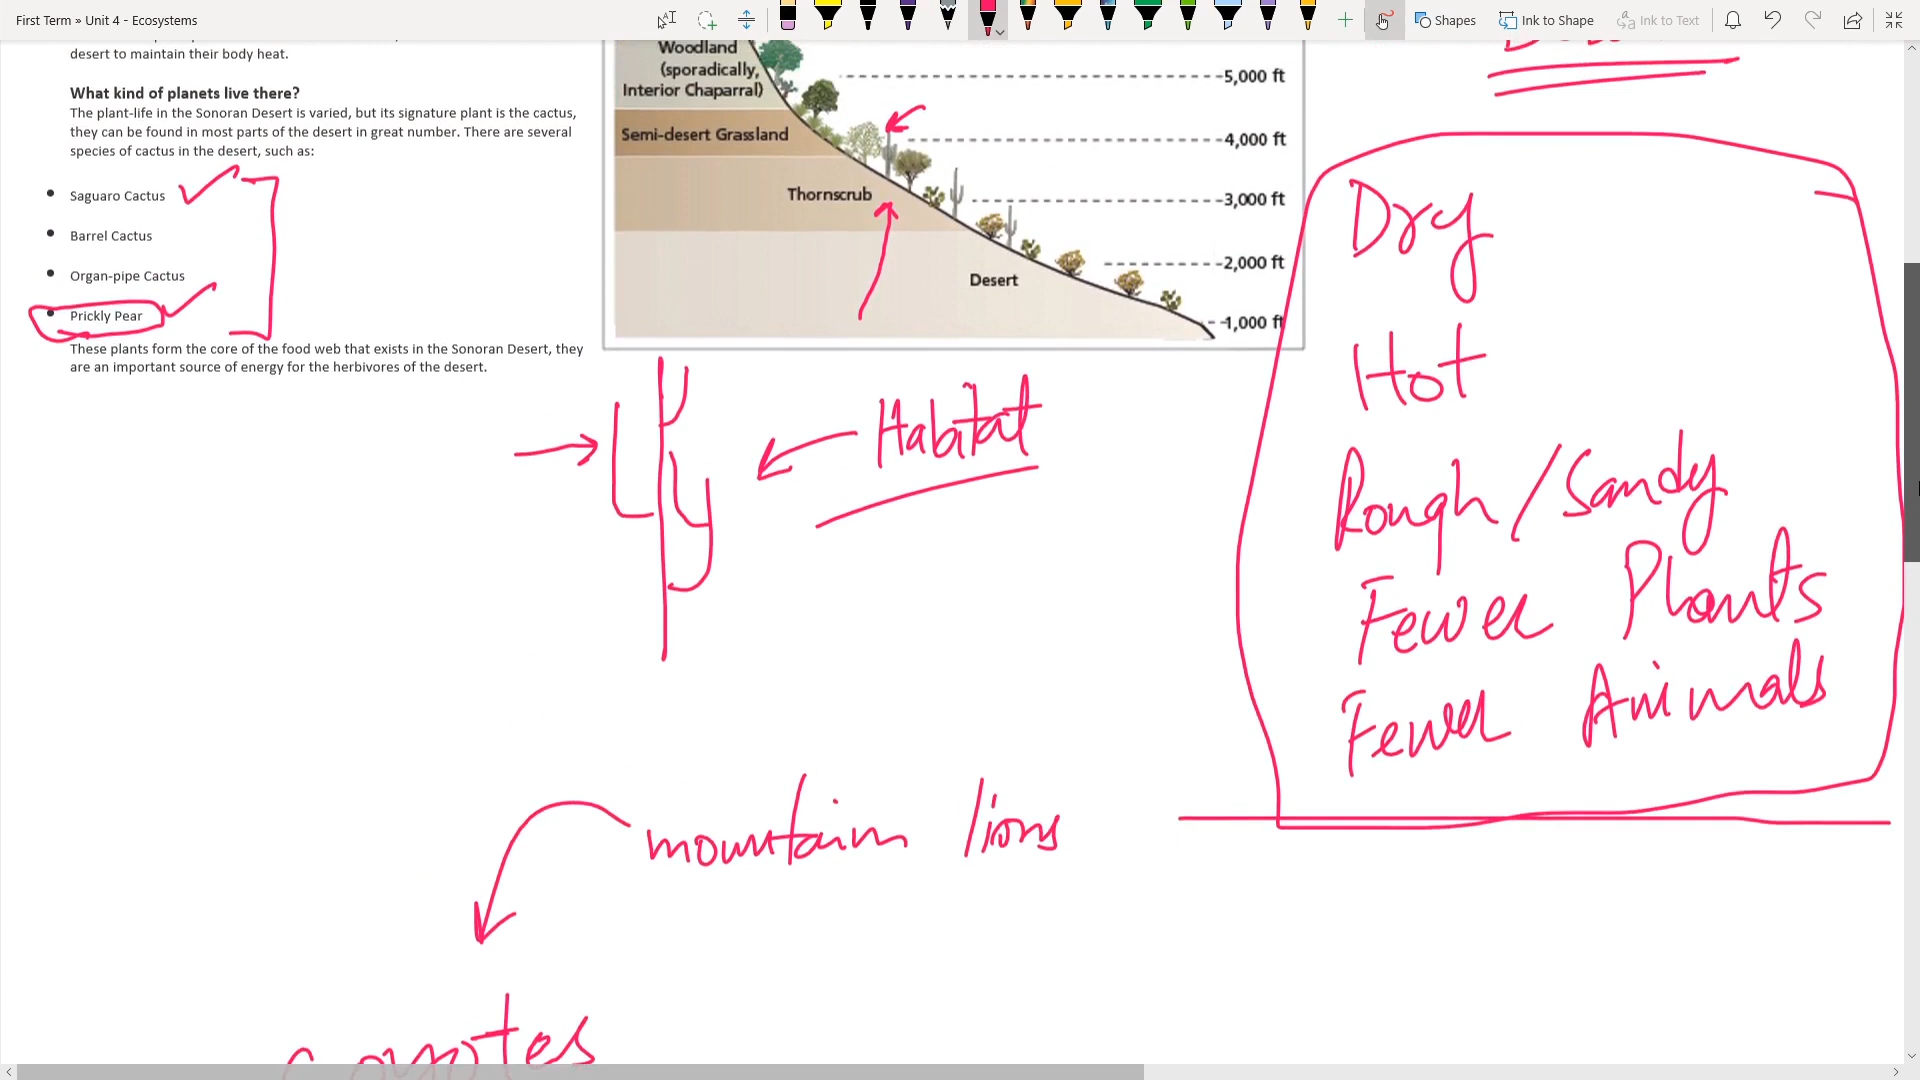 First Term » Unit 4 - Ecosystems
Shapes
Ink to Shape
Ink to Text
desert to maintain their body heat.
What kind of planets live there?
The plant-life in the Sonoran Desert is varied, but its signature plant is the cactus,
they can be found in most parts of the desert in great number. There are several
species of cactus in the desert, such as:
• Saguaro Cactus
• Barrel Cactus
• Organ-pipe Cactus
• Prickly Pear
These plants form the core of the food web that exists in the Sonoran Desert, they
are an important source of energy for the herbivores of the desert.
Woodland
(sporadically,
Interior Chaparral)
5,000 ft
Semi-desert Grassland
4,000 ft
Thornscrub
3,000 ft
2,000 ft
Desert
1,000 ft
Habitat
Dry
Hot
Rough/Sandy
Fewer Plants
Fewer Animals
mountain lions
Coyotes